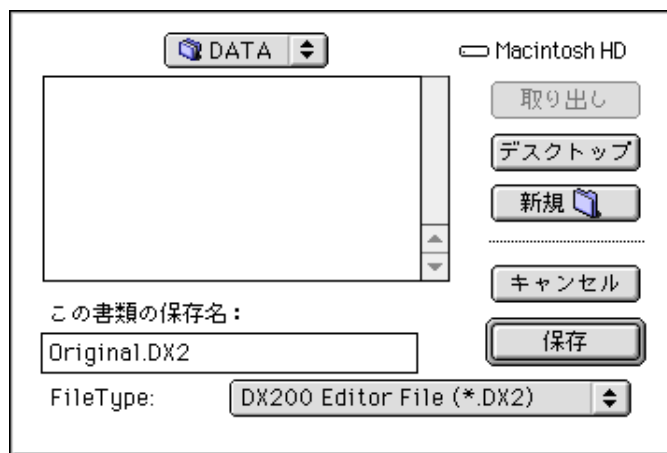 DATA
Macintosh HD
取り出し
デスクトップ
新規
キャンセル
この書類の保存名：
保存
Original.DX2
FileType: DX200 Editor File (*.DX2)